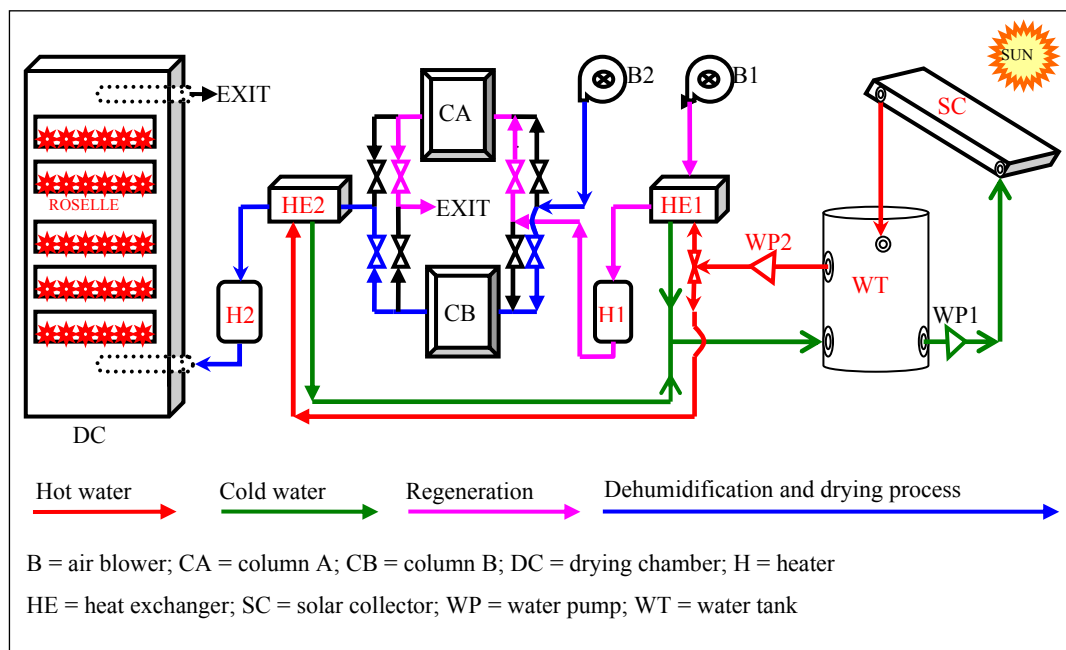 SUN
B2
B1
EXIT
CA
SC
ROSELLE
HE2
EXIT
HE1
WP2
WT
H2
CB
H1
WP1
DC
Hot water
Cold water
Regeneration
Dehumidification and drying process
B = air blower; CA = column A; CB = column B; DC = drying chamber; H = heater
HE = heat exchanger; SC = solar collector; WP = water pump; WT = water tank